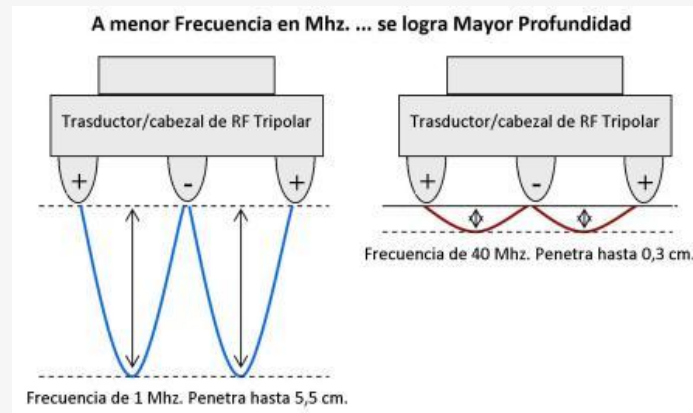 A menor Frecuencia en Mhz. ... se logra Mayor Profundidad
Trasductor/cabezal de RF Tripolar
+ - +
Frecuencia de 1 Mhz. Penetra hasta 5,5 cm.
Trasductor/cabezal de RF Tripolar
+ - +
Frecuencia de 40 Mhz. Penetra hasta 0,3 cm.